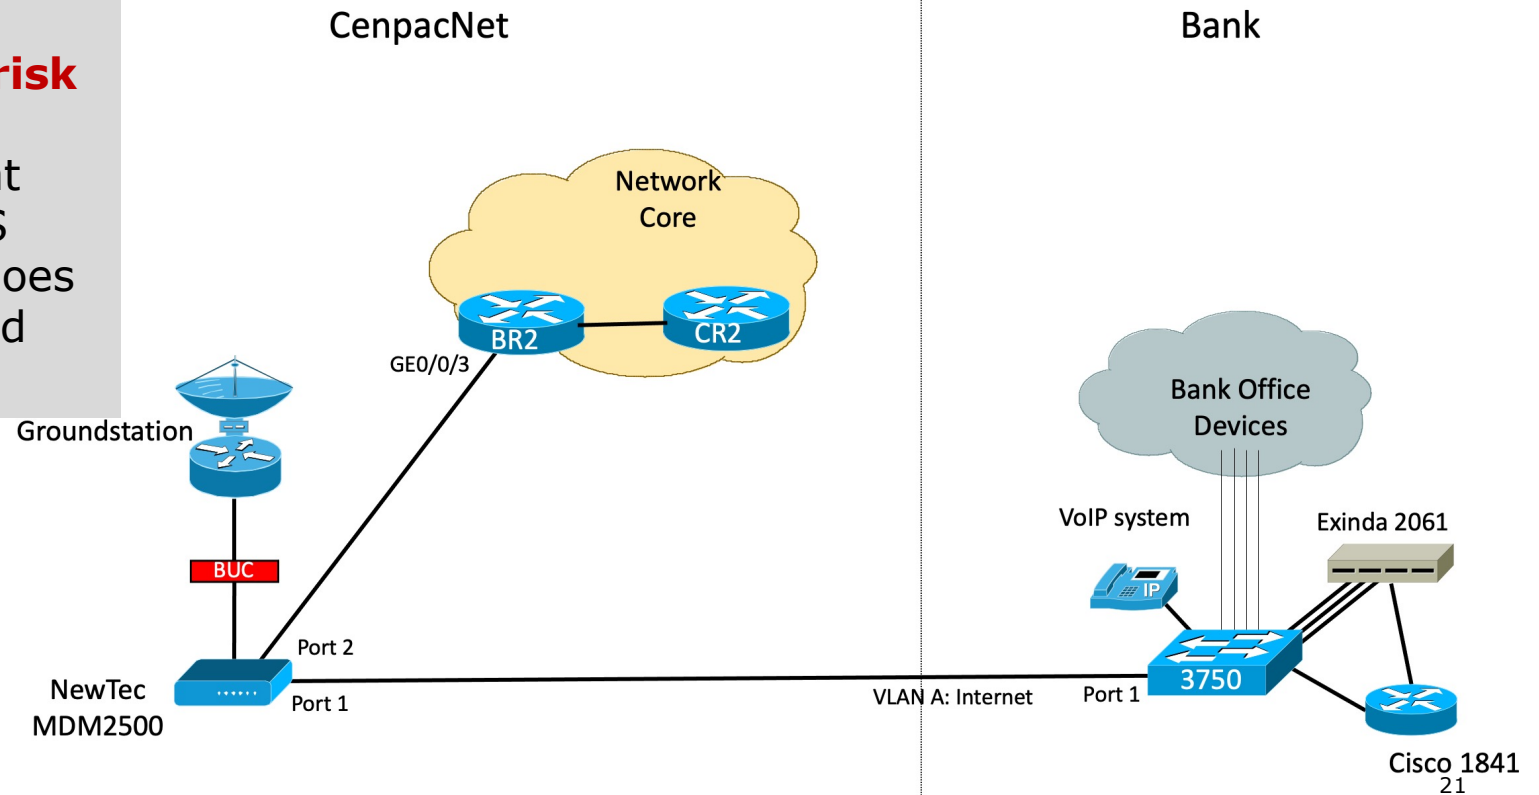 CenpacNet
Bank
risk
oes
Network
Core
BR2
CR2
GE0/0/3
Groundstation
BUC
Port 2
Port 1
NewTec
MDM2500
VLAN A: Internet
Port 1
Bank Office
Devices
VoIP system
IP
Exinda 2061
3750
Cisco 1841
21